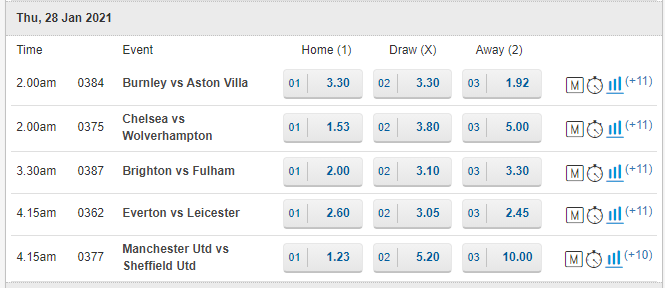 Thu, 28 Jan 2021
Time Event Home (1) Draw (X) Away (2)
2.00am 0384 Burnley vs Aston Villa 01 3.30 02 3.30 03 1.92 M (+11)
2.00am 0375 Chelsea vs Wolverhampton 01 1.53 02 3.80 03 5.00 M (+11)
3.30am 0387 Brighton vs Fulham 01 2.00 02 3.10 03 3.30 M (+11)
4.15am 0362 Everton vs Leicester 01 2.60 02 3.05 03 2.45 M (+11)
4.15am 0377 Manchester Utd vs Sheffield Utd 01 1.23 02 5.20 03 10.00 M (+10)